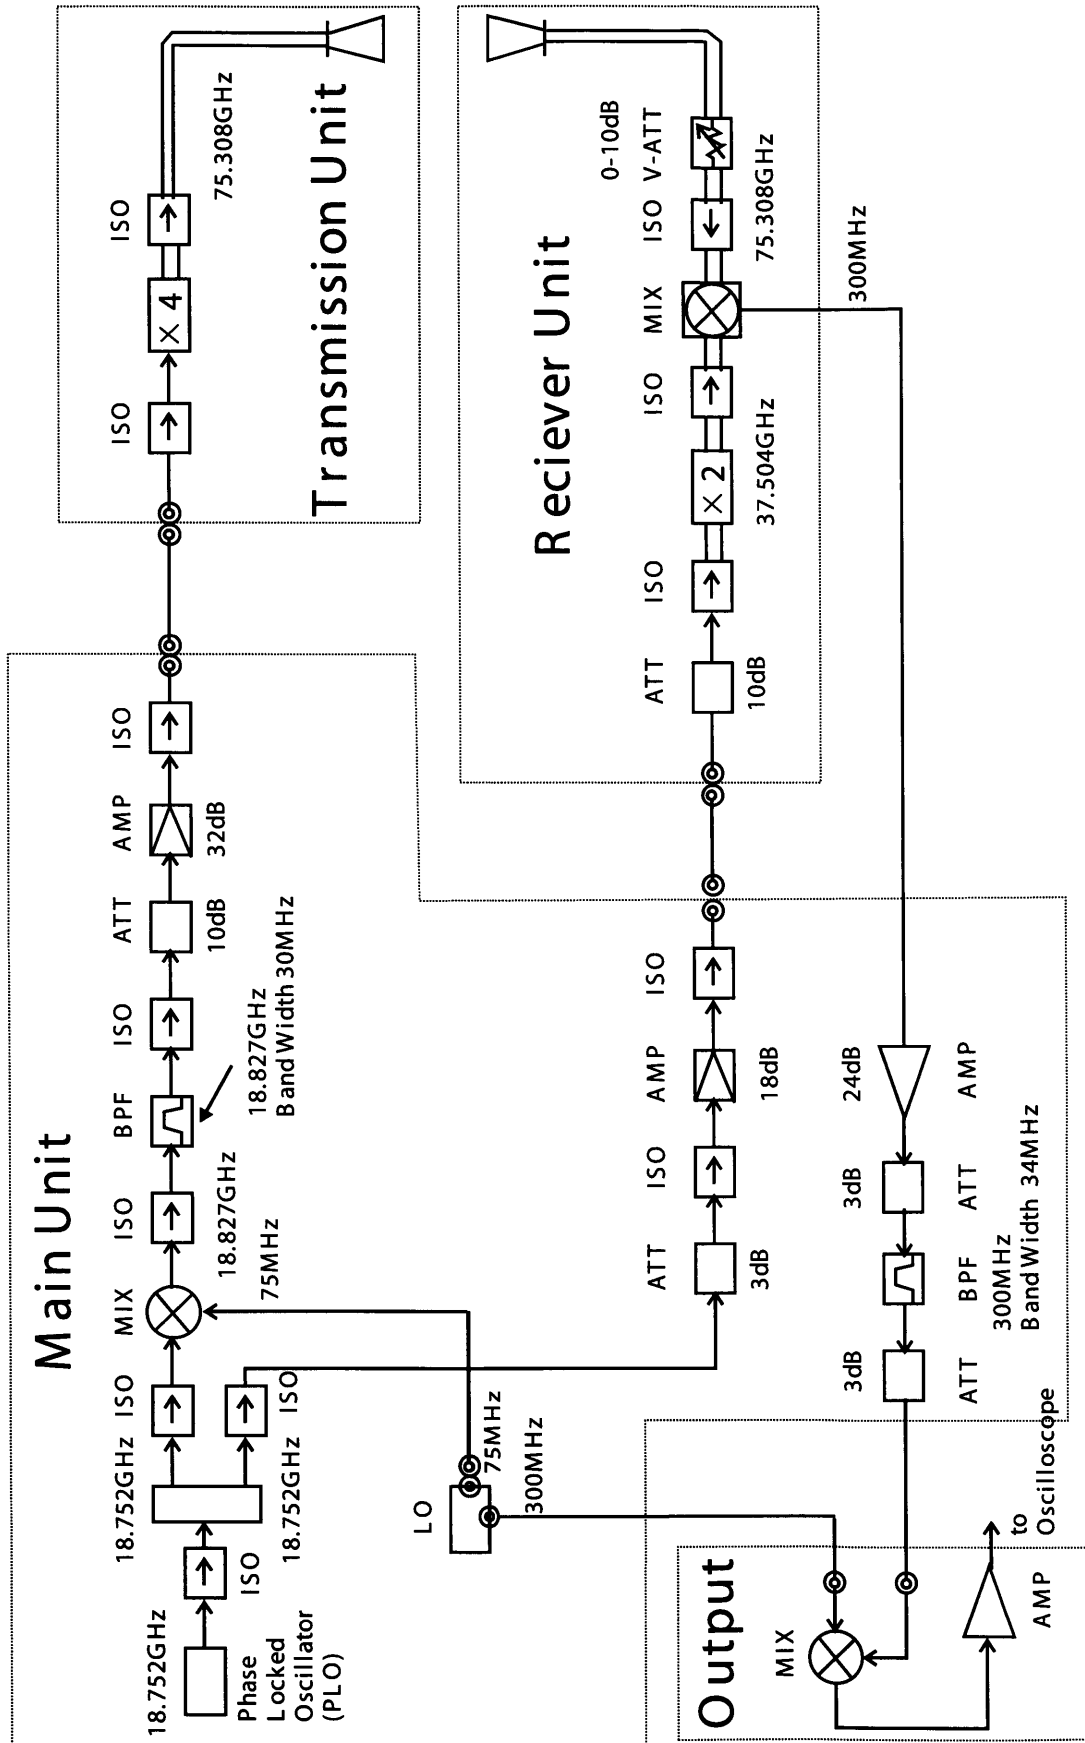 Main Unit
18.752GHz
Phase
Locked
Oscillator
(PLO)
ISO
18.752GHz
18.752GHz
ISO
ISO
MIX
75MHz
18.827GHz
ISO
BPF
18.827GHz
Band Width 30MHz
ISO
ATT
10dB
AMP
32dB
ISO
LO
75MHz
300MHz
ATT
3dB
ISO
AMP
18dB
ISO
24dB
AMP
3dB
ATT
BPF
300MHz
Band Width 34MHz
3dB
ATT
Transmission Unit
ISO
× 4
ISO
75.308GHz
Reciever Unit
ATT
10dB
ISO
× 2
37.504GHz
ISO
MIX
ISO
75.308GHz
V-ATT
0-10dB
300MHz
Output
MIX
AMP
to
Oscilloscope